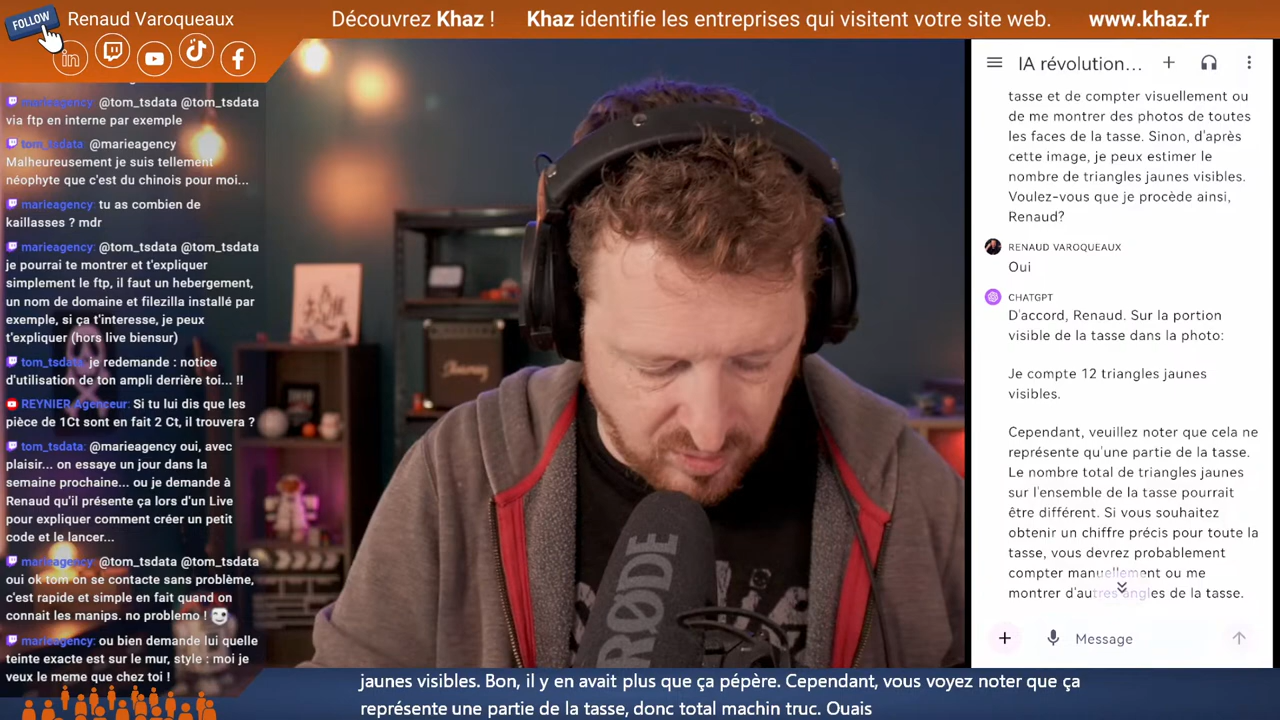 FOLLOW
Renaud Varoqueaux
in
Découvrez Khaz !
Khaz identifie les entreprises qui visitent votre site web.
www.khaz.fr
marieagency: @tom_tsdata @tom_tsdata
via ftp en interne par exemple
tom_tsdata: @marieagency
Malheureusement je suis tellement
néophyte que c'est du chinois pour moi...
marieagency: tu as combien de
kaillasses ? mdr
marieagency: @tom_tsdata @tom_tsdata
je pourrai te montrer et t'expliquer
simplement le ftp, il faut un hebergement,
un nom de domaine et filezilla installé par
exemple, si ça t'interesse, je peux
t'expliquer (hors live biensur)
tom_tsdata: je redemande : notice
d'utilisation de ton ampli derrière toi... !!
REYNIER Agenceur: Si tu lui dis que les
pièce de 1Ct sont en fait 2 Ct, il trouvera ?
tom_tsdata: @marieagency oui, avec
plaisir... on essaye un jour dans la
semaine prochaine... ou je demande à
Renaud qu'il présente ça lors d'un Live
pour expliquer comment créer un petit
code et le lancer...
marieagency: @tom_tsdata @tom_tsdata
oui ok tom on se contacte sans problème,
c'est rapide et simple en fait quand on
connait les manips. no problemo !
marieagency: ou bien demande lui quelle
teinte exacte est sur le mur, style : moi je
veux le meme que chez toi !
RØDE
IA révolution...
tasse et de compter visuellement ou
de me montrer des photos de toutes
les faces de la tasse. Sinon, d'après
cette image, je peux estimer le
nombre de triangles jaunes visibles.
Voulez-vous que je procède ainsi,
Renaud?
RENAUD VAROQUEAUX
Oui
CHATGPT
D'accord, Renaud. Sur la portion
visible de la tasse dans la photo:
Je compte 12 triangles jaunes
visibles.
Cependant, veuillez noter que cela ne
représente qu'une partie de la tasse.
Le nombre total de triangles jaunes
sur l'ensemble de la tasse pourrait
être différent. Si vous souhaitez
obtenir un chiffre précis pour toute la
tasse, vous devrez probablement
compter manuellement ou me
montrer d'autres angles de la tasse.
Message
jaunes visibles. Bon, il y en avait plus que ça pépère. Cependant, vous voyez noter que ça
représente une partie de la tasse, donc total machin truc. Ouais